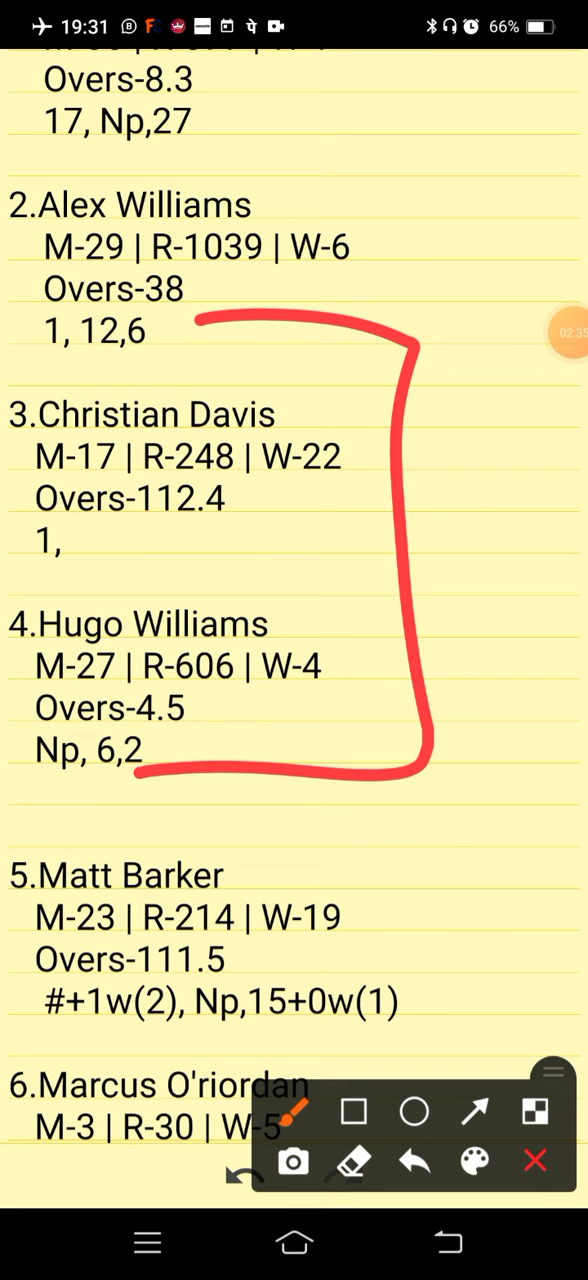 19:31
66%
Overs-8.3
17, Np,27
2.Alex Williams
M-29 | R-1039 | W-6
Overs-38
1, 12,6
02:35
3.Christian Davis
M-17 | R-248 | W-22
Overs-112.4
1,
4.Hugo Williams
M-27 | R-606 | W-4
Overs-4.5
Np, 6,2
5.Matt Barker
M-23 | R-214 | W-19
Overs-111.5
#+1w(2), Np,15+0w(1)
6.Marcus O'riordan
M-3 | R-30 | W-5